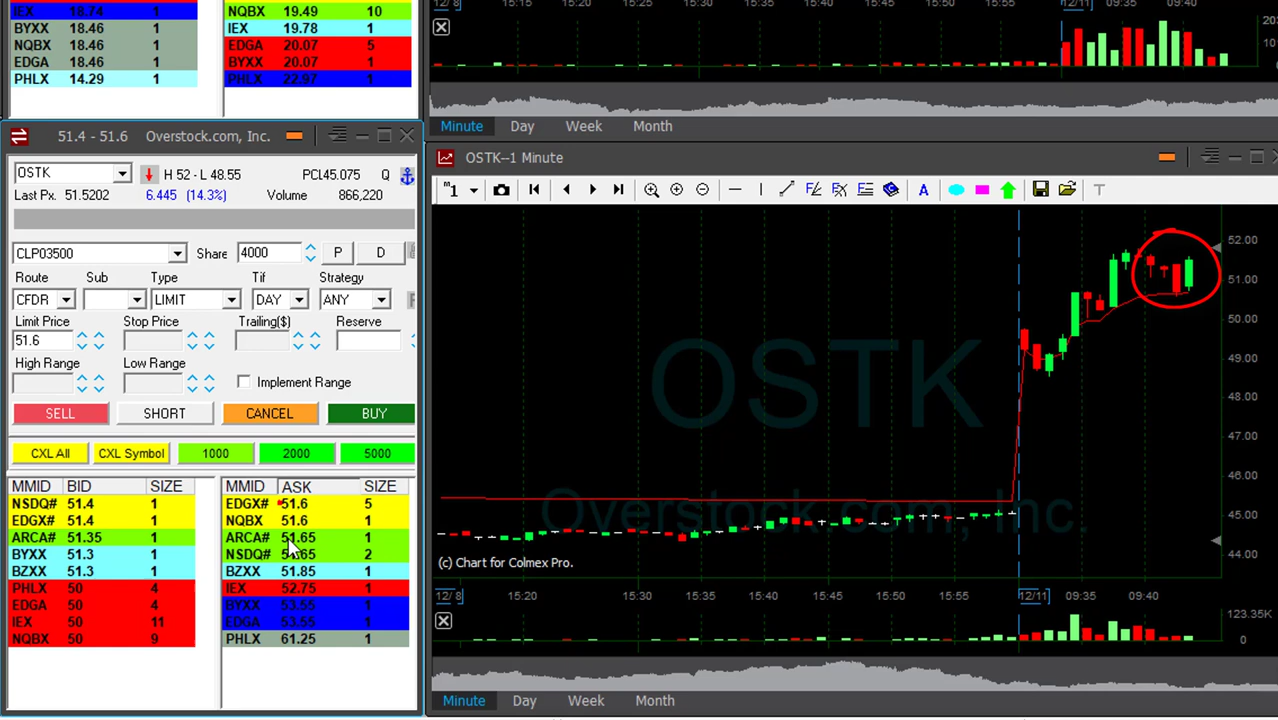 IEX 18.74 1
BYXX 18.46 1
NQBX 18.46 1
EDGA 18.46 1
PHLX 14.29 1
NQBX 19.49 10
IEX 19.78 1
EDGA 20.07 5
BYXX 20.07 1
PHLX 22.97 1
12/ 8 15:15 15:20 15:25 15:30 15:35 15:40 15:45 15:50 15:55 12/11 09:35 09:40
0
Minute Day Week Month
51.4 - 51.6 Overstock.com, Inc.
OSTK H 52 - L 48.55 PCL45.075 Q
Last Px. 51.5202 6.445 (14.3%) Volume 866,220
CLP03500 Share 4000 P D
Route Sub Type Tif Strategy
CFDR LIMIT DAY ANY
Limit Price Stop Price Trailing($) Reserve
51.6
High Range Low Range
Implement Range
SELL SHORT CANCEL BUY
CXL All CXL Symbol 1000 2000 5000
MMID BID SIZE
NSDQ# 51.4 1
EDGX# 51.4 1
ARCA# 51.35 1
BYXX 51.3 1
BZXX 51.3 1
PHLX 50 4
EDGA 50 4
IEX 50 11
NQBX 50 9
MMID ASK SIZE
EDGX# 51.6 5
NQBX 51.6 1
ARCA# 51.65 1
NSDQ# 51.65 2
BZXX 51.85 1
IEX 52.75 1
BYXX 53.55 1
EDGA 53.55 1
PHLX 61.25 1
OSTK--1 Minute
1 A T
OSTK
Overstock.com, Inc.
52.00
51.00
50.00
49.00
48.00
47.00
46.00
45.00
44.00
(c) Chart for Colmex Pro.
12/ 8 15:20 15:30 15:35 15:40 15:45 15:50 15:55 12/11 09:35 09:40
123.35K
0
Minute Day Week Month